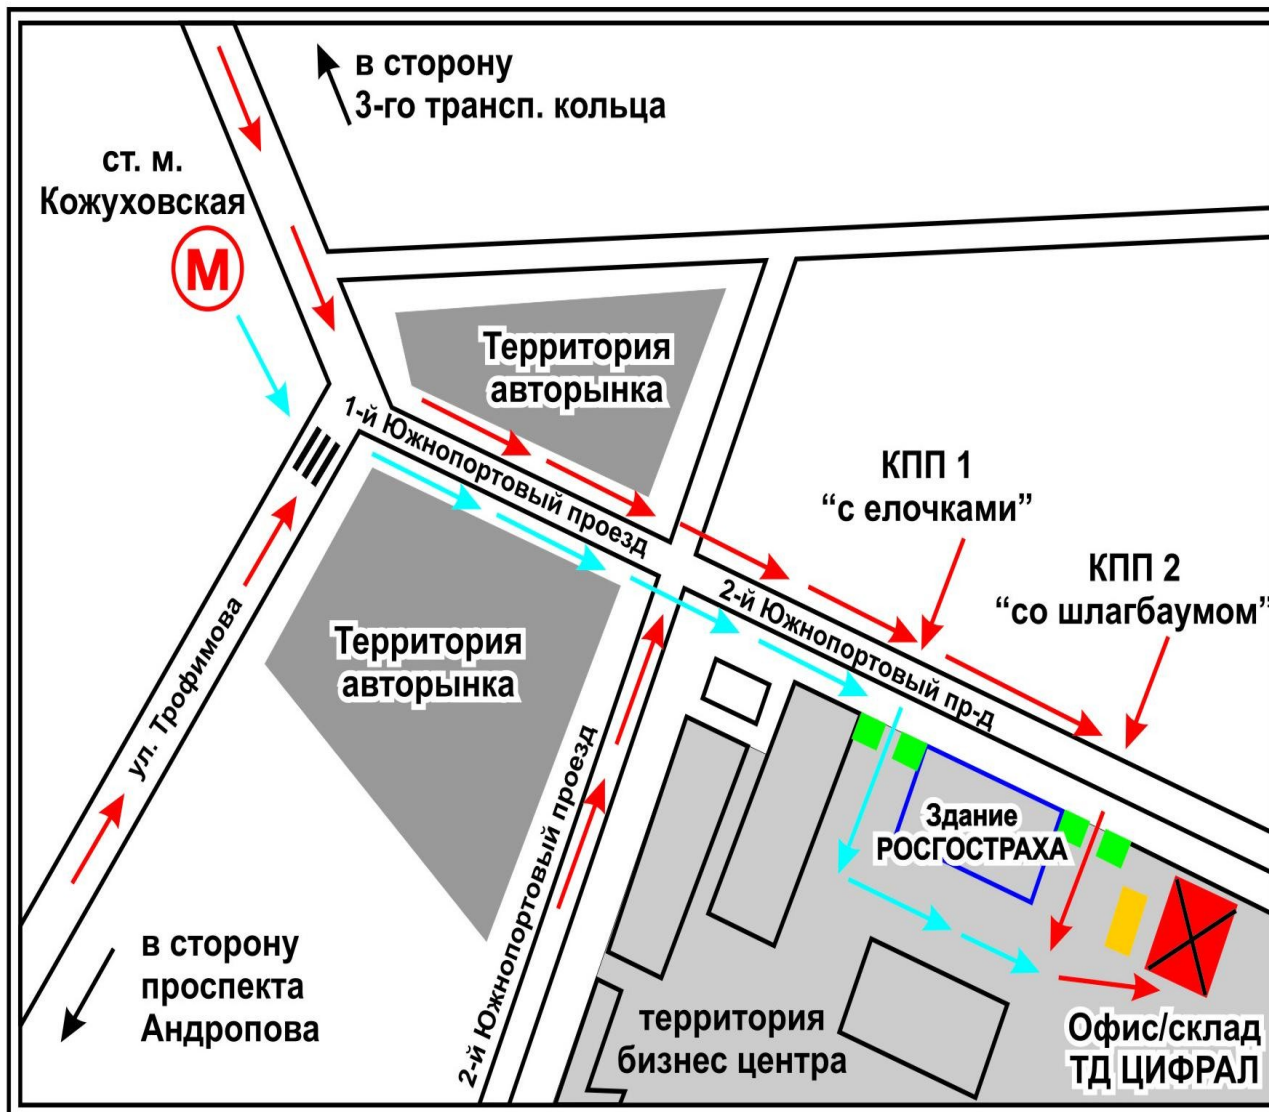 в сторону
3-го трансп. кольца
ст. м.
Кожуховская
М
Территория
авторынка
1-й Южнопортовый проезд
КПП 1
“с елочками”
КПП 2
“со шлагбаумом”
2-й Южнопортовый пр-д
Территория
авторынка
ул. Трофимова
2-й Южнопортовый проезд
Здание
РОСГОСТРАХА
в сторону
проспекта
Андропова
территория
бизнес центра
Офис/склад
ТД ЦИФРАЛ